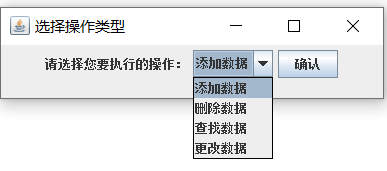 选择操作类型
请选择您要执行的操作： 添加数据 确认
添加数据
删除数据
查找数据
更改数据